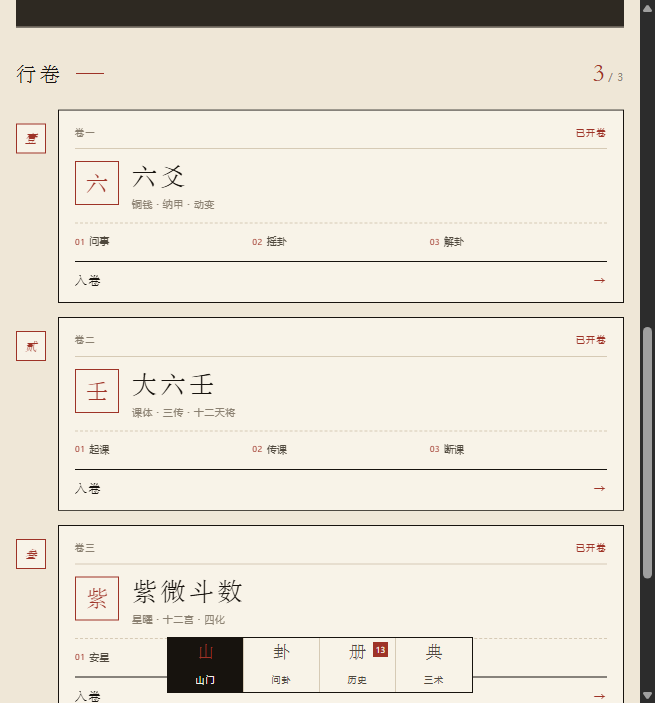 行卷
3 / 3
壹
卷一
已开卷
六
六爻
铜钱 · 纳甲 · 动变
01 问事
02 摇卦
03 解卦
入卷
→
贰
卷二
已开卷
壬
大六壬
课体 · 三传 · 十二天将
01 起课
02 传课
03 断课
入卷
→
叁
卷三
已开卷
紫
紫微斗数
星曜 · 十二宫 · 四化
01 安星
入卷
→
山
山门
卦
问卦
册
13
历史
典
三术